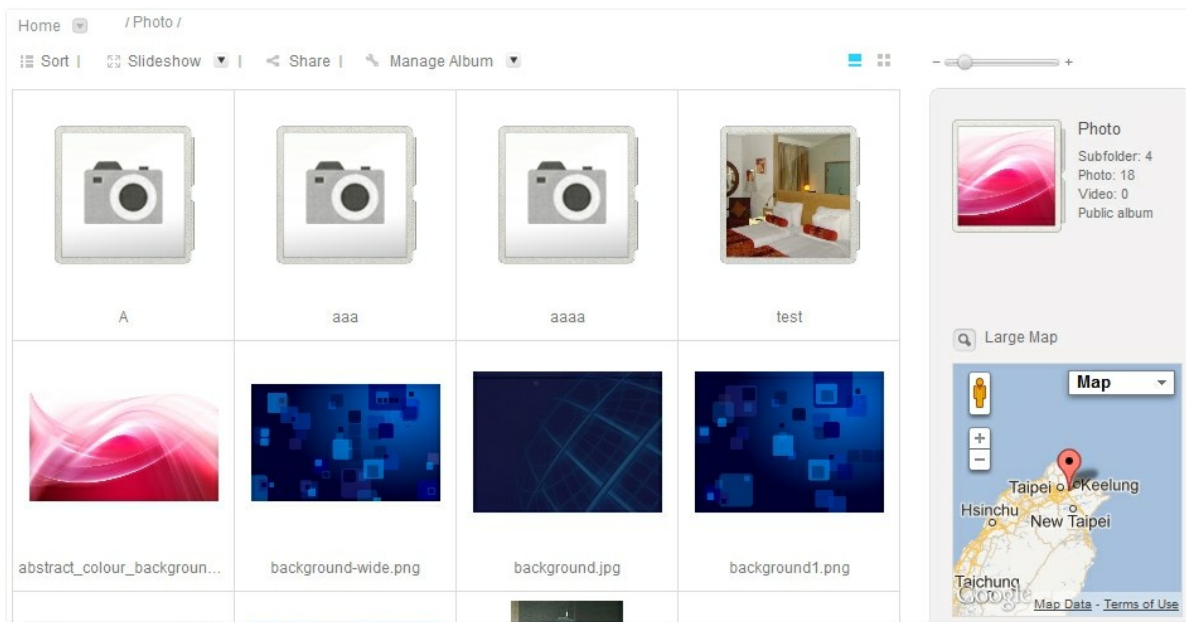 Home
/ Photo /
Sort | Slideshow | Share | Manage Album
- +
A
aaa
aaaa
test
abstract_colour_backgroun...
background-wide.png
background.jpg
background1.png
Photo
Subfolder: 4
Photo: 18
Video: 0
Public album
Large Map
Map
+
-
Taipei
Keelung
Hsinchu
New Taipei
Taichung
Google
Map Data - Terms of Use